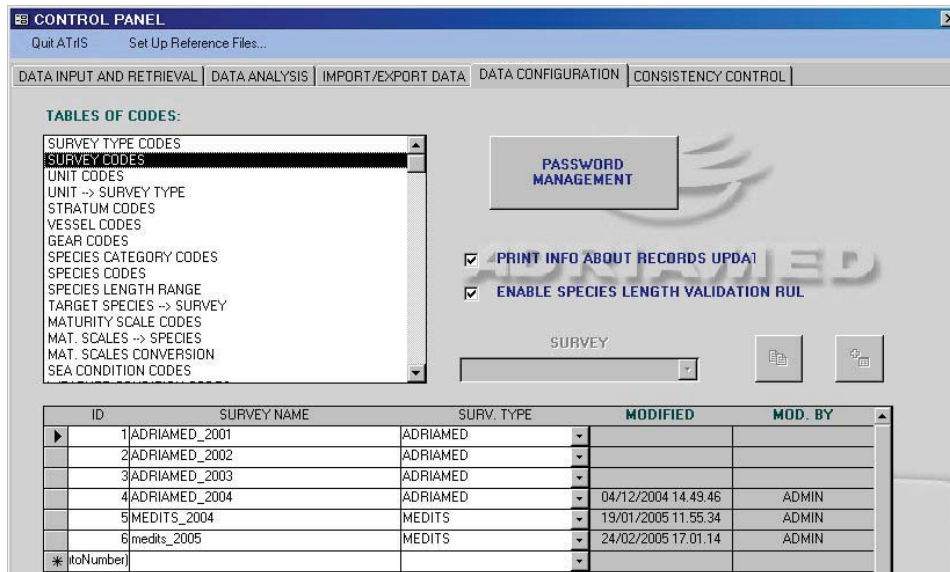 CONTROL PANEL
Quit ATrIS Set Up Reference Files...
DATA INPUT AND RETRIEVAL DATA ANALYSIS IMPORT/EXPORT DATA DATA CONFIGURATION CONSISTENCY CONTROL
TABLES OF CODES:
SURVEY TYPE CODES
SURVEY CODES
UNIT CODES
UNIT --> SURVEY TYPE
STRATUM CODES
VESSEL CODES
GEAR CODES
SPECIES CATEGORY CODES
SPECIES CODES
SPECIES LENGTH RANGE
TARGET SPECIES --> SURVEY
MATURITY SCALE CODES
MAT. SCALES --> SPECIES
MAT. SCALES CONVERSION
SEA CONDITION CODES
PASSWORD
MANAGEMENT
ADRIAMED
PRINT INFO ABOUT RECORDS UPDAT
ENABLE SPECIES LENGTH VALIDATION RUL
SURVEY
ID SURVEY NAME SURV. TYPE MODIFIED MOD. BY
1 ADRIAMED_2001 ADRIAMED
2 ADRIAMED_2002 ADRIAMED
3 ADRIAMED_2003 ADRIAMED
4 ADRIAMED_2004 ADRIAMED 04/12/2004 14.49.46 ADMIN
5 MEDITS_2004 MEDITS 19/01/2005 11.55.34 ADMIN
6 medits_2005 MEDITS 24/02/2005 17.01.14 ADMIN
* utoNumber)